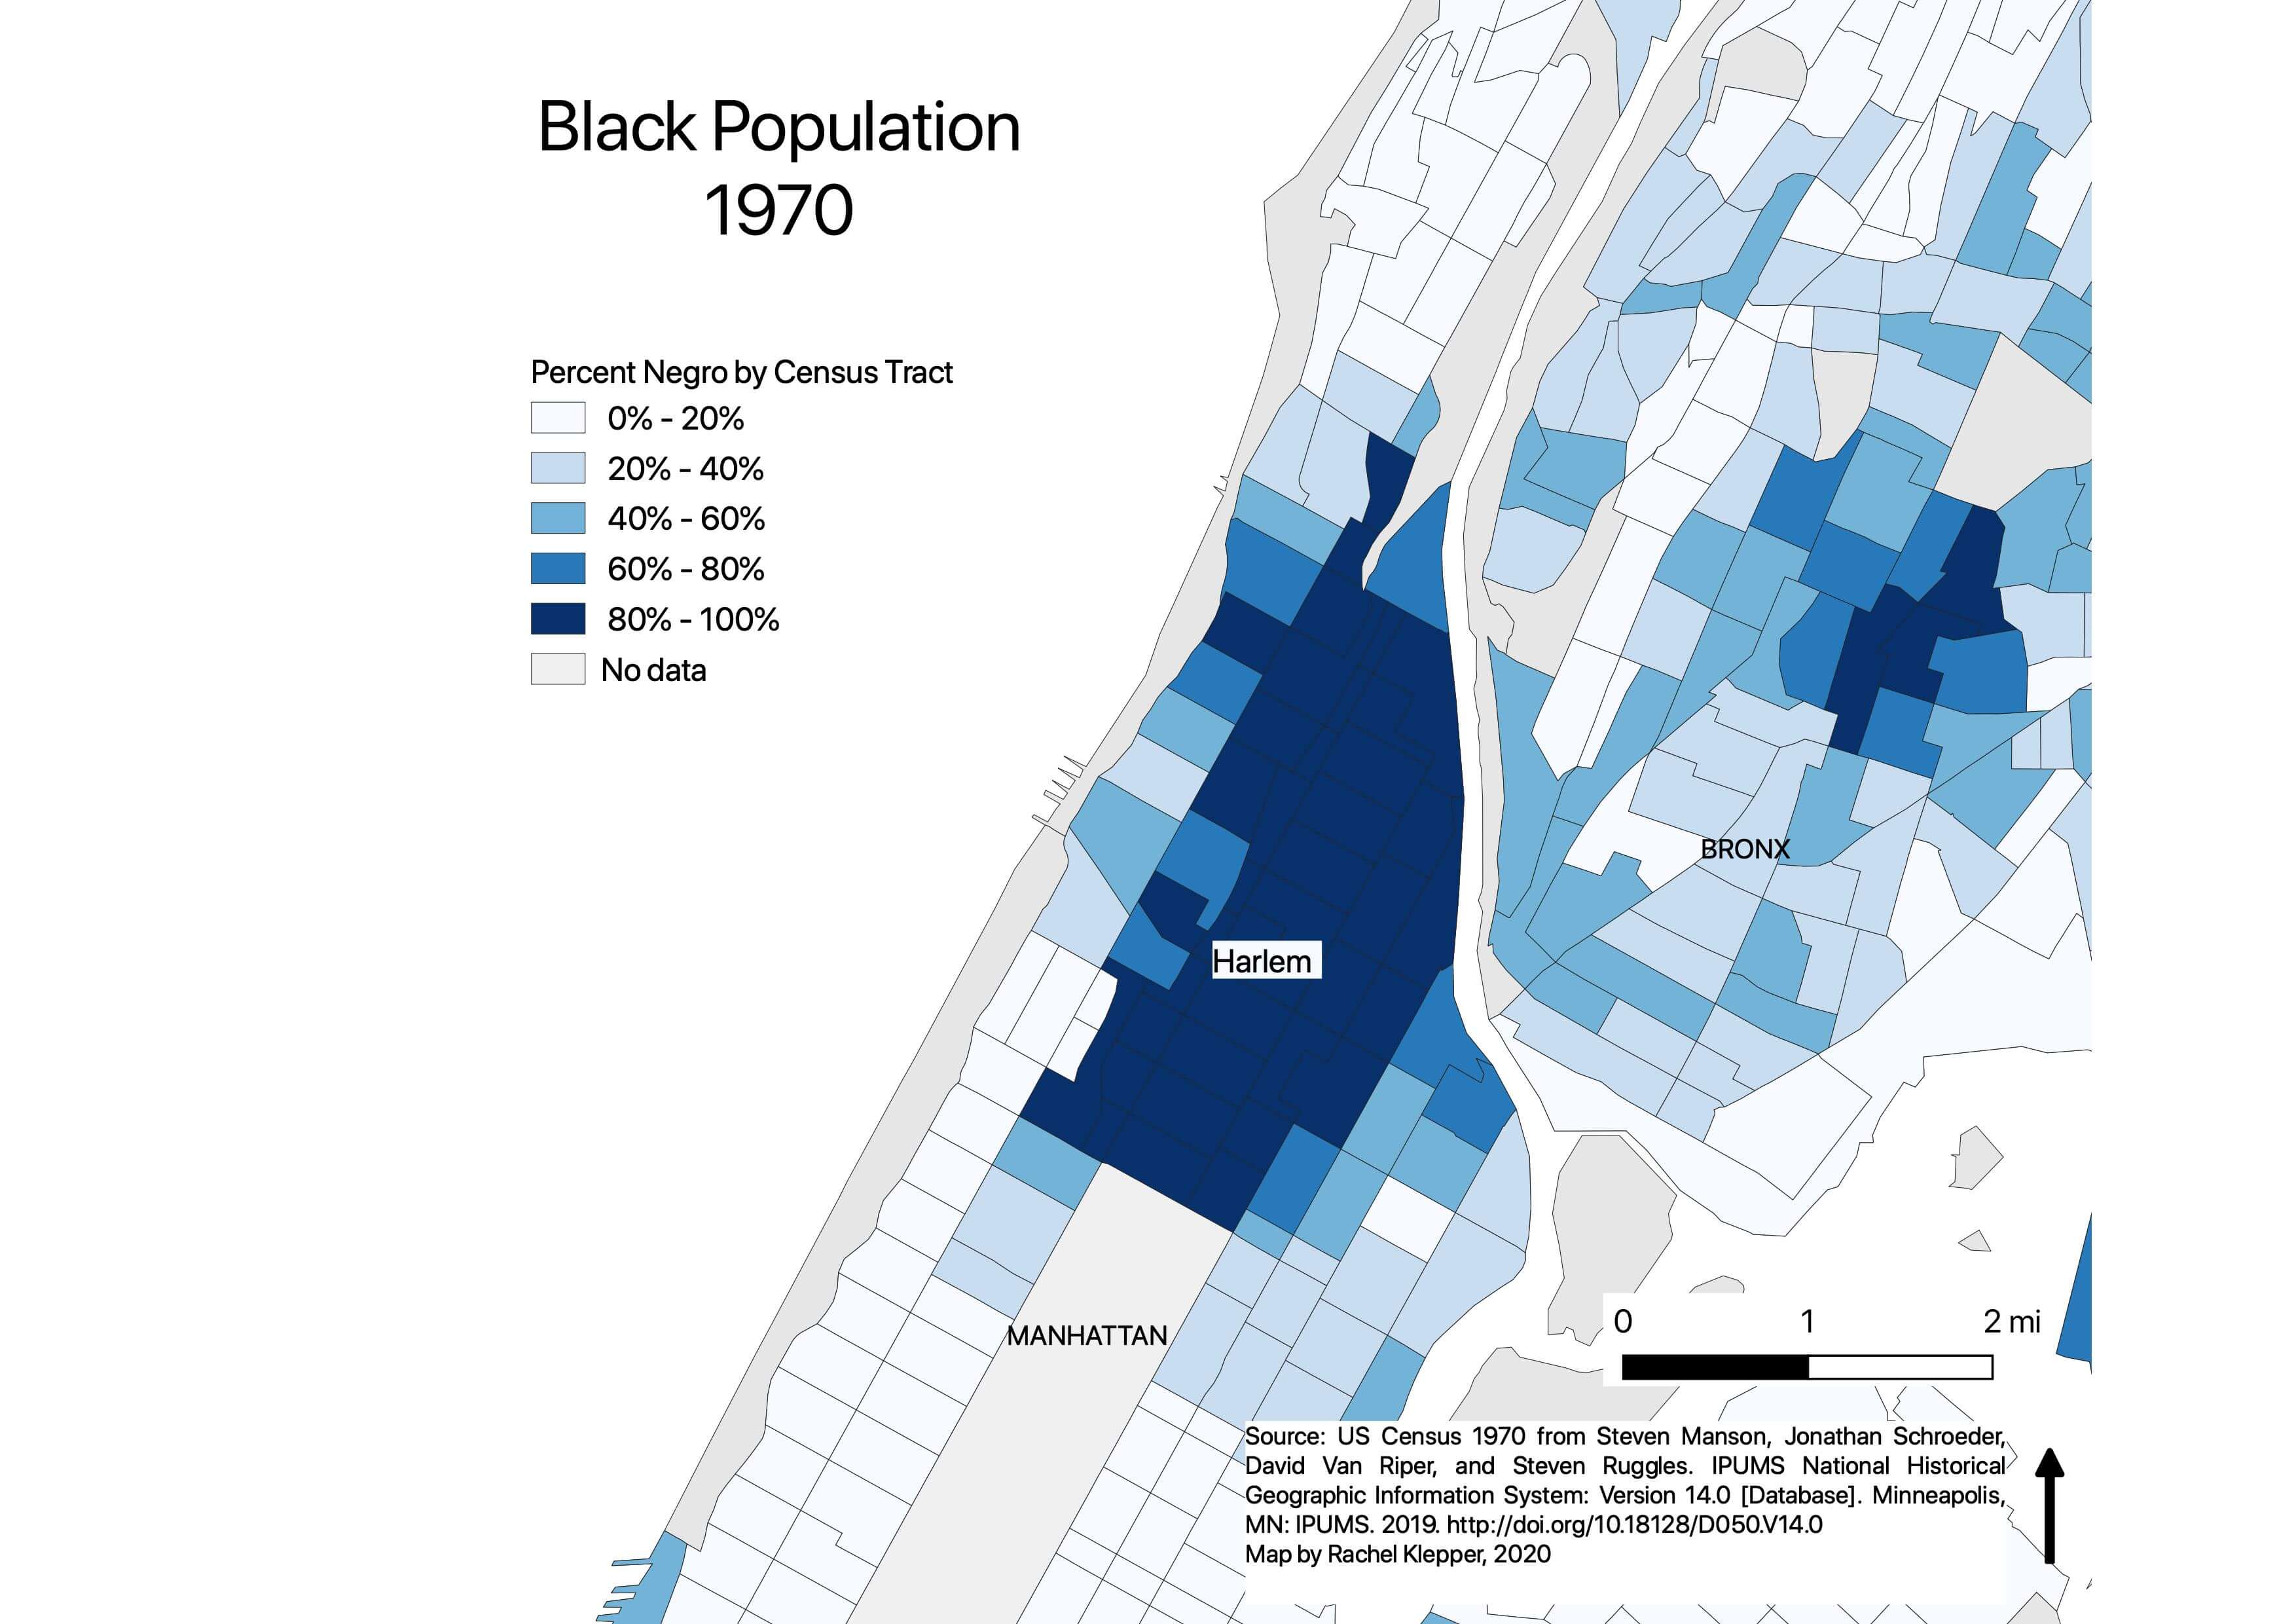 Black Population
1970
Percent Negro by Census Tract
0% - 20%
20% - 40%
40% - 60%
60% - 80%
80% - 100%
No data
BRONX
Harlem
MANHATTAN
0 1 2 mi
Source: US Census 1970 from Steven Manson, Jonathan Schroeder,
David Van Riper, and Steven Ruggles. IPUMS National Historical
Geographic Information System: Version 14.0 [Database]. Minneapolis,
MN: IPUMS. 2019. http://doi.org/10.18128/D050.V14.0
Map by Rachel Klepper, 2020